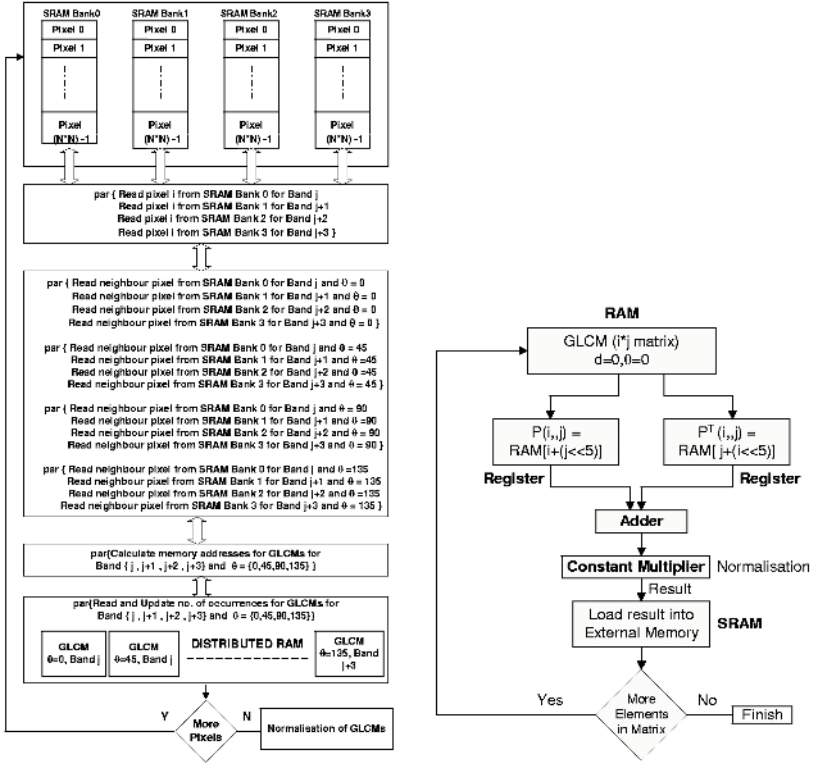 SRAM Bank0 SRAM Bank1 SRAM Bank2 SRAM Bank3
Pixel 0 Pixel 0 Pixel 0 Pixel 0
Pixel 1 Pixel 1 Pixel 1 Pixel 1
Pixel (N*N) -1 Pixel (N*N) -1 Pixel (N*N) -1 Pixel (N*N) -1
par { Read pixel i from SRAM Bank 0 for Band j
Read pixel i from SRAM Bank 1 for Band j+1
Read pixel i from SRAM Bank 2 for Band j+2
Read pixel i from SRAM Bank 3 for Band j+3 }
par { Read neighbour pixel from SRAM Bank 0 for Band j and θ = 0
Read neighbour pixel from SRAM Bank 1 for Band j+1 and θ = 0
Read neighbour pixel from SRAM Bank 2 for Band j+2 and θ = 0
Read neighbour pixel from SRAM Bank 3 for Band j+3 and θ = 0 }
par { Read neighbour pixel from SRAM Bank 0 for Band j and θ = 45
Read neighbour pixel from SRAM Bank 1 for Band j+1 and θ =45
Read neighbour pixel from SRAM Bank 2 for Band j+2 and θ =45
Read neighbour pixel from SRAM Bank 3 for Band j+3 and θ = 45 }
par { Read neighbour pixel from SRAM Bank 0 for Band j and θ = 90
Read neighbour pixel from SRAM Bank 1 for Band j+1 and θ =90
Read neighbour pixel from SRAM Bank 2 for Band j+2 and θ = 90
Read neighbour pixel from SRAM Bank 3 for Band j+3 and θ = 90 }
par { Read neighbour pixel from SRAM Bank 0 for Band j and θ =135
Read neighbour pixel from SRAM Bank 1 for Band j+1 and θ = 135
Read neighbour pixel from SRAM Bank 2 for Band j+2 and θ =135
Read neighbour pixel from SRAM Bank 3 for Band j+3 and θ = 135 }
par{Calculate memory addresses for GLCMs for
Band { j , j+1 , j+2 , j+3} and θ = {0,45,90,135} }
par{Read and Update no. of occurrences for GLCMs for
Band { j , j+1 , j+2 , j+3} and θ = {0,45,90,135}}
GLCM θ=0, Band j
GLCM θ=45, Band j
DISTRIBUTED RAM
GLCM θ=135, Band j+3
Y
More Pixels
N
Normalisation of GLCMs
RAM
GLCM (i*j matrix)
d=0,θ=0
P(i,,j) =
RAM[i+(j<<5)]
Register
P^T (i,,j) =
RAM[ j+(i<<5)]
Register
Adder
Constant Multiplier Normalisation
Result
Load result into
External Memory
SRAM
Yes
More
Elements
in Matrix
No
Finish